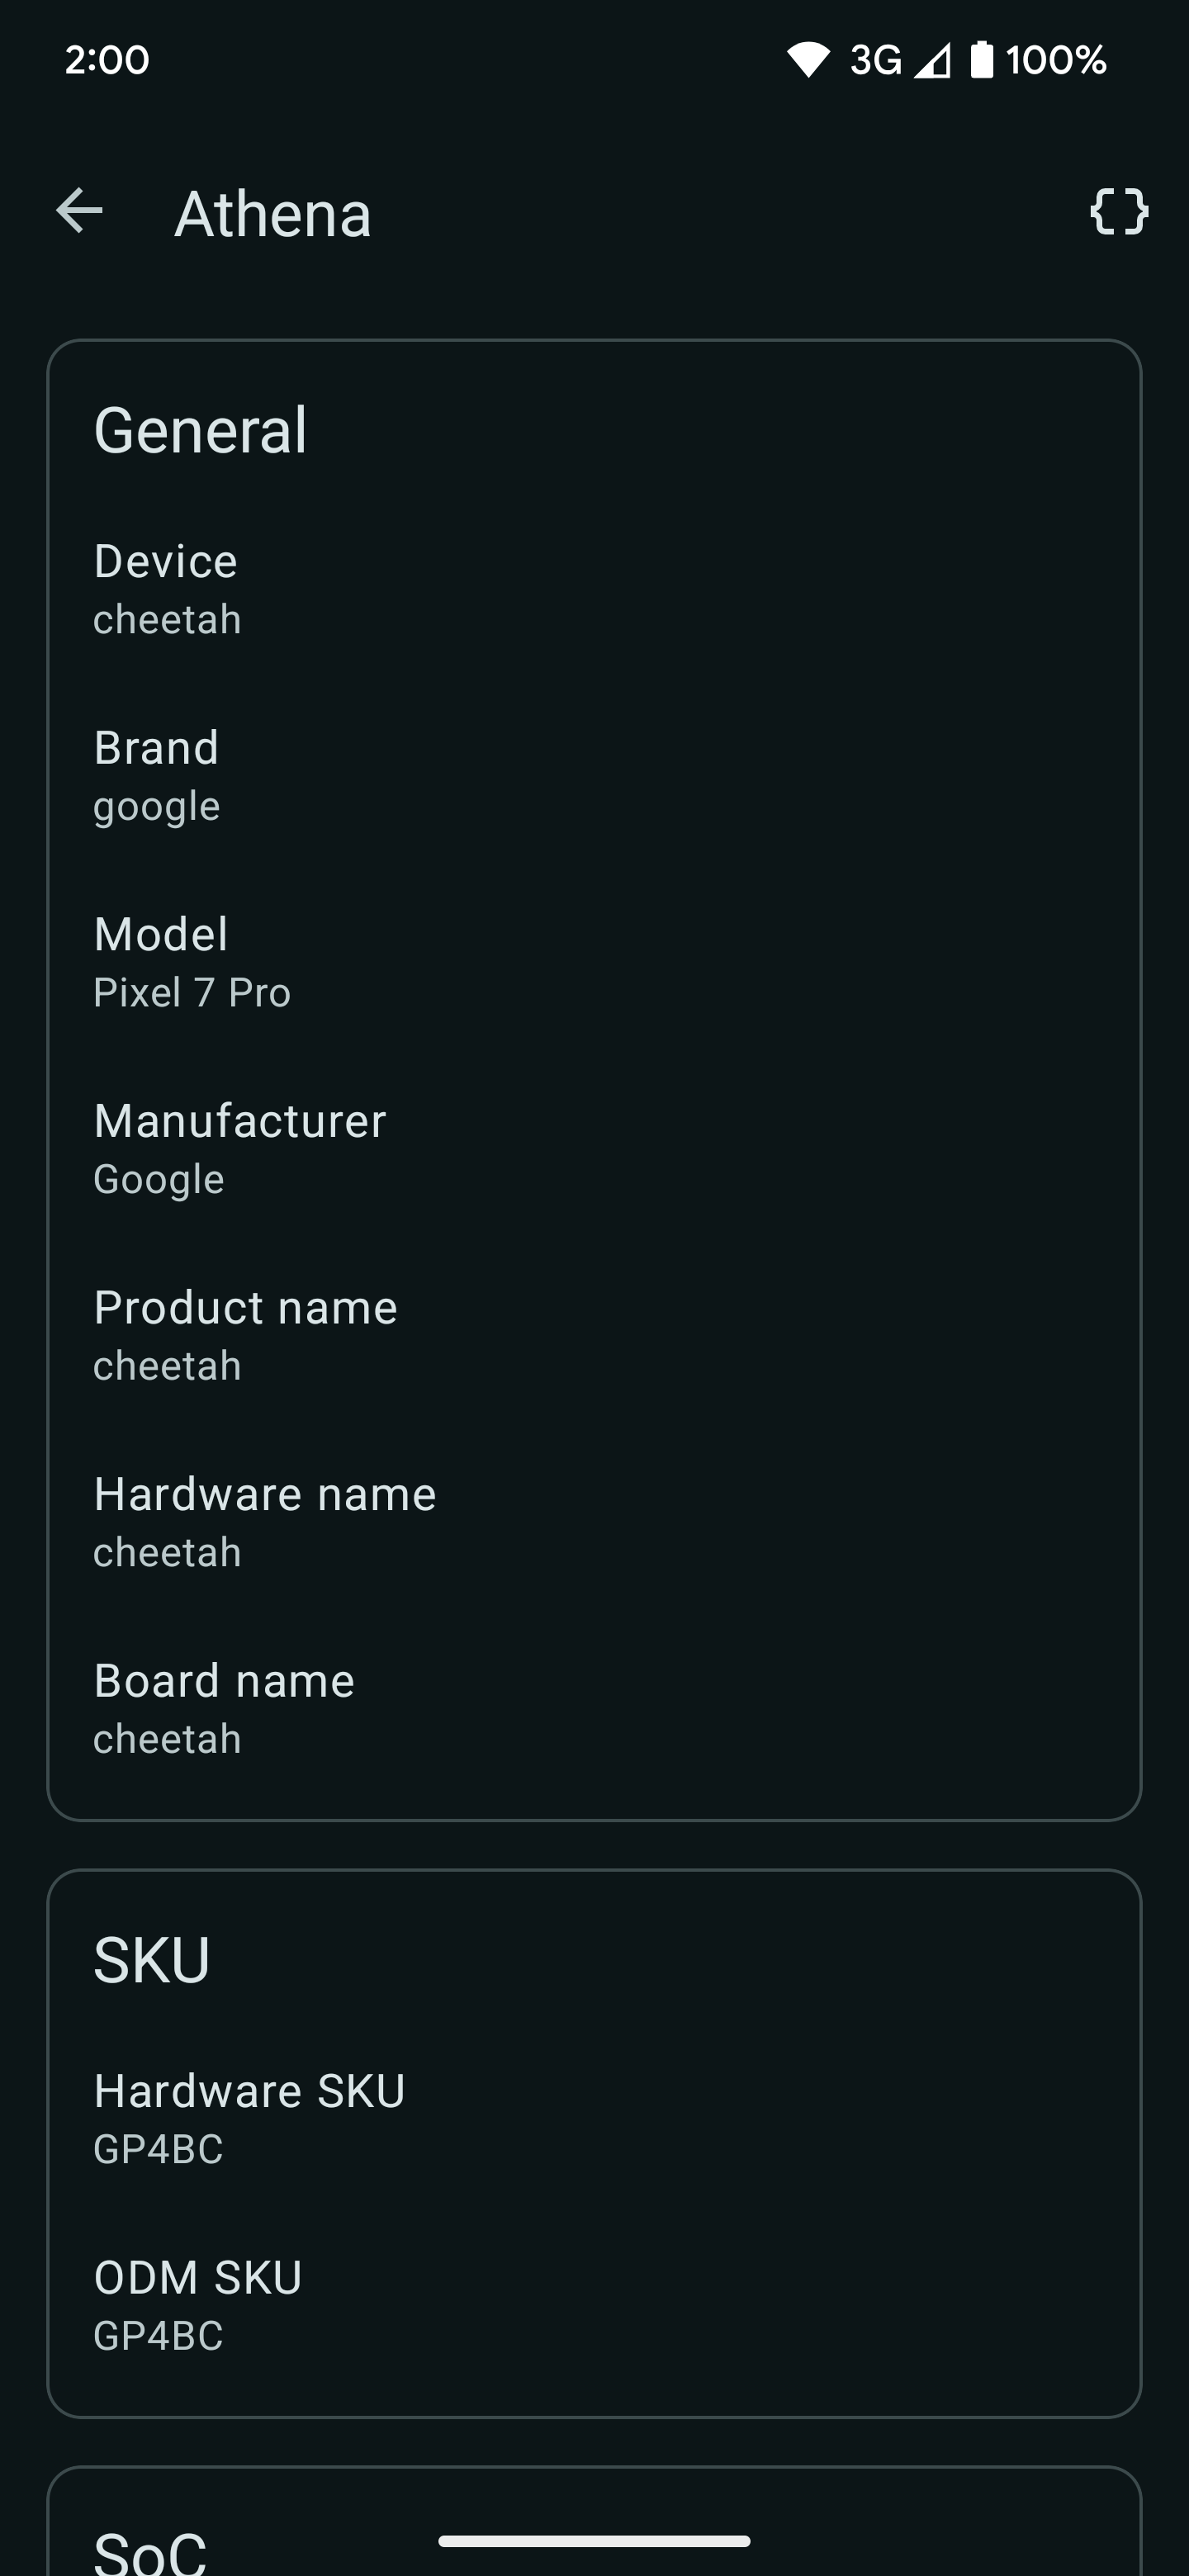 2:00 3G 100%
Athena
General
Device
cheetah
Brand
google
Model
Pixel 7 Pro
Manufacturer
Google
Product name
cheetah
Hardware name
cheetah
Board name
cheetah
SKU
Hardware SKU
GP4BC
ODM SKU
GP4BC
SoC